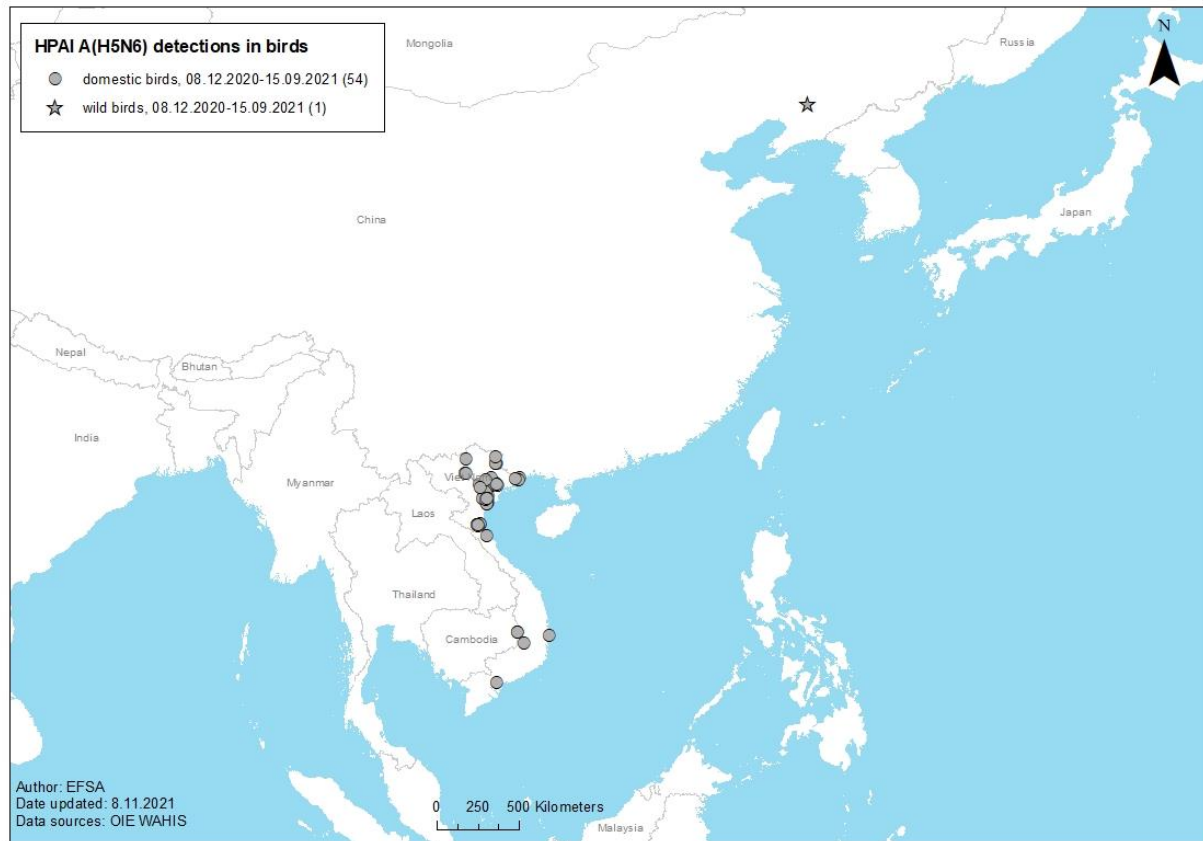 HPAI A(H5N6) detections in birds
domestic birds, 08.12.2020-15.09.2021 (54)
wild birds, 08.12.2020-15.09.2021 (1)
N
Mongolia
Russia
China
Japan
Nepal
Bhutan
India
Myanmar
Laos
Thailand
Cambodia
Malaysia
Author: EFSA
Date updated: 8.11.2021
Data sources: OIE WAHIS
0 250 500 Kilometers